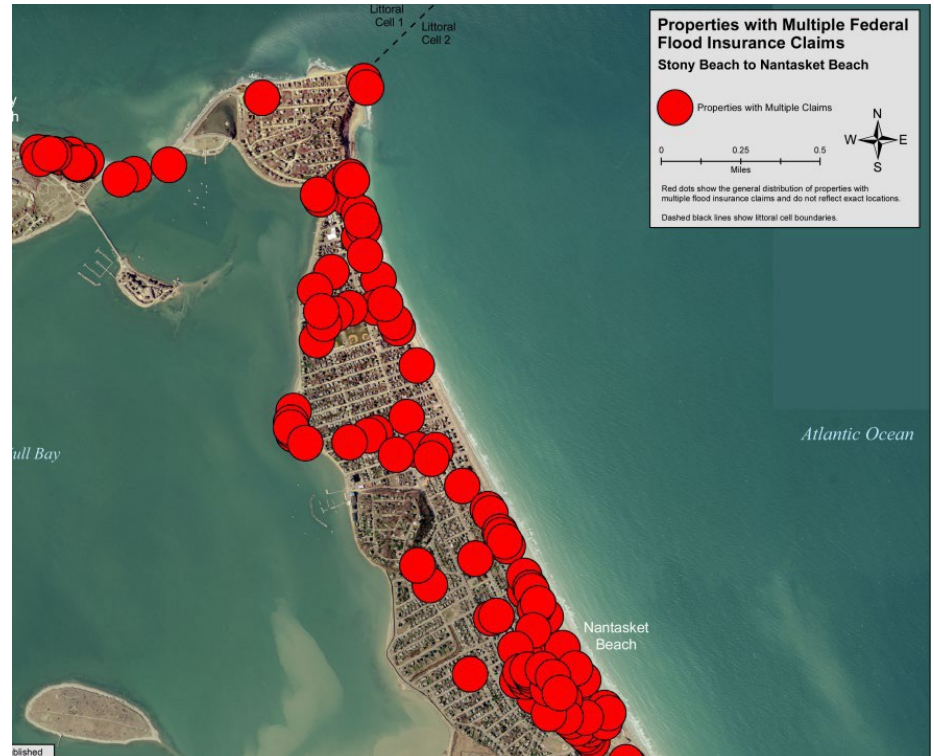 Littoral
Cell 1
Littoral
Cell 2
Properties with Multiple Federal
Flood Insurance Claims
Stony Beach to Nantasket Beach
Properties with Multiple Claims
N
W E
S
0 0.25 0.5
Miles
Red dots show the general distribution of properties with
multiple flood insurance claims and do not reflect exact locations.
Dashed black lines show littoral cell boundaries.
Atlantic Ocean
ull Bay
Nantasket
Beach
blished